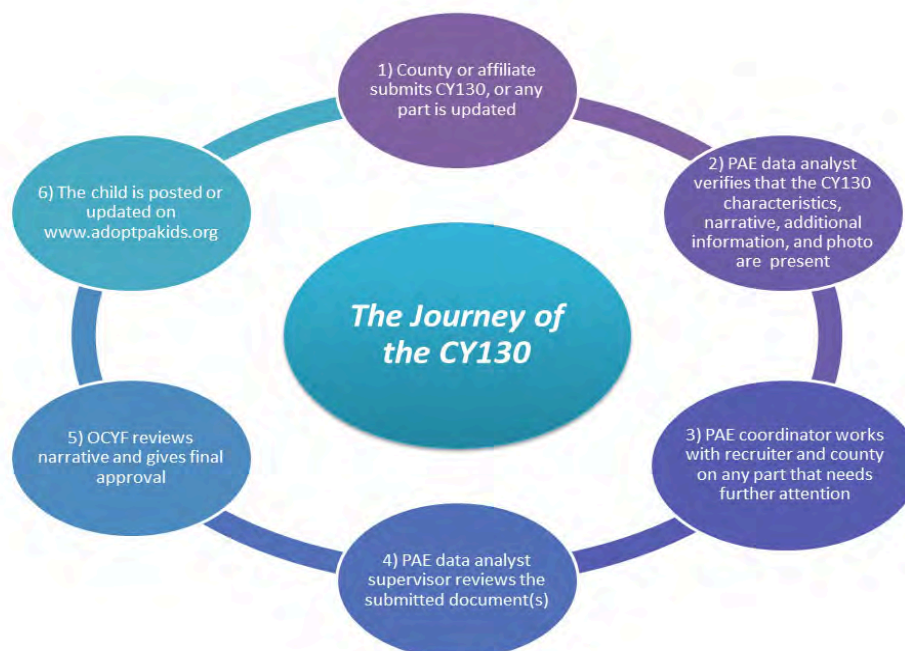 1) County or affiliate
submits CY130, or any
part is updated
2) PAE data analyst
verifies that the CY130
characteristics,
narrative, additional
information, and photo
are present
3) PAE coordinator works
with recruiter and county
on any part that needs
further attention
4) PAE data analyst
supervisor reviews the
submitted document(s)
5) OCYF reviews
narrative and gives final
approval
6) The child is posted or
updated on
www.adoptpakids.org
The Journey of
the CY130